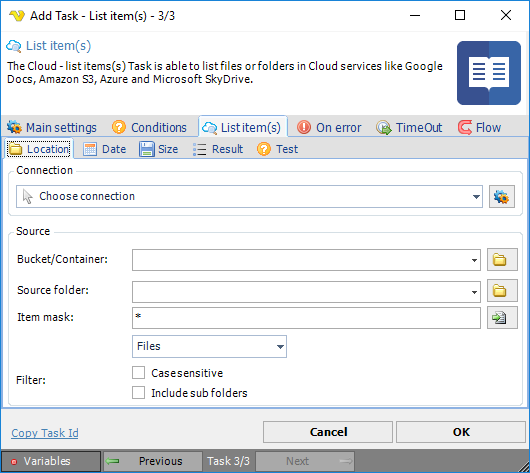 Add Task - List item(s) - 3/3
List item(s)
The Cloud - list items(s) Task is able to list files or folders in Cloud services like Google
Docs, Amazon S3, Azure and Microsoft SkyDrive.
Main settings Conditions List item(s) On error TimeOut Flow
Location Date Size Result Test
Connection
Choose connection
Source
Bucket/Container:
Source folder:
Item mask: *
Files
Filter: Case sensitive
Include sub folders
Copy Task Id Cancel OK
Variables Previous Task 3/3 Next